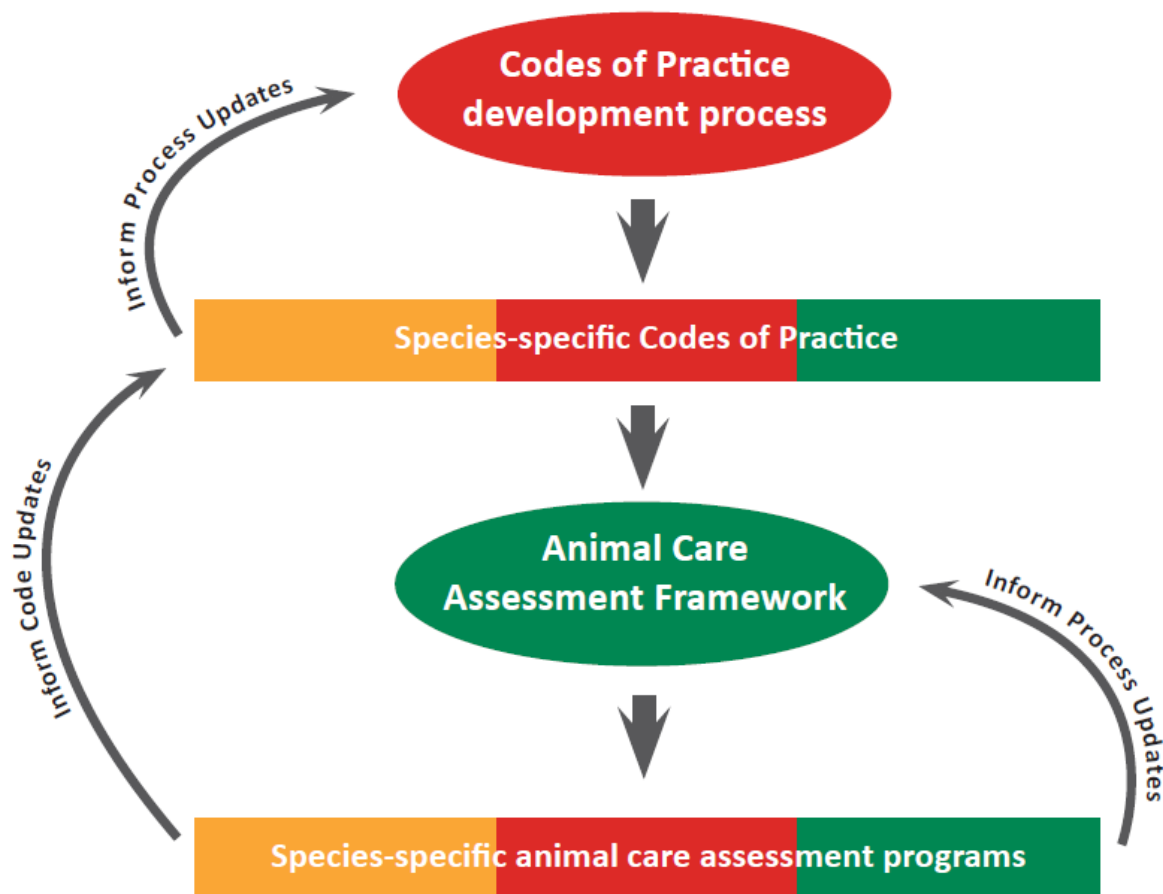 Codes of Practice
development process
Inform Process Updates
Species-specific Codes of Practice
Inform Code Updates
Animal Care
Assessment Framework
Inform Process Updates
Species-specific animal care assessment programs